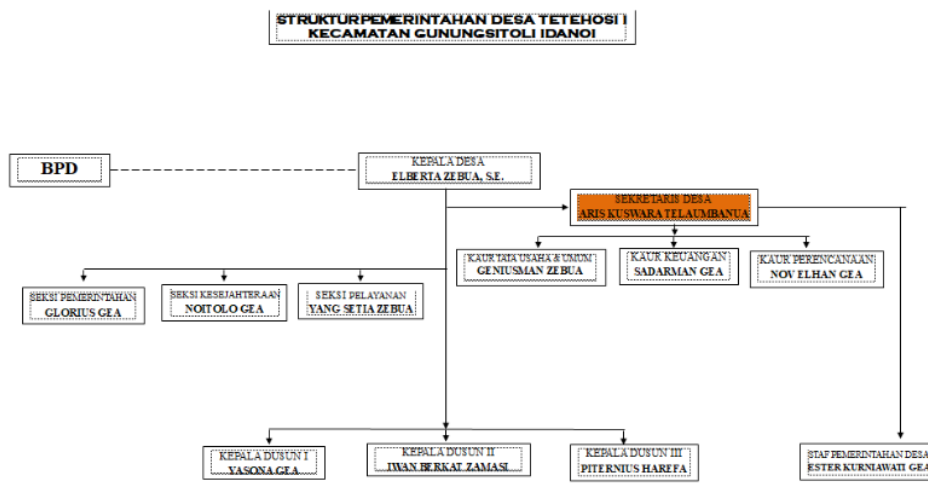 STRUKTUR PEMERINTAHAN DESA TETEHOSI I
KECAMATAN GUNUNGSITOLI IDANOI
BPD
KEPALA DESA
ELBERTA ZEBUA, S.E.
SEKRETARIS DESA
ARIS KUSWARA TELAUMBANUA
KAUR TATA USAHA & UMUM
GENIUSMAN ZEBUA
KAUR KEUANGAN
SADARMAN GEA
KAUR PERENCANAAN
NOV ELHAN GEA
SEKSI PEMERINTAHAN
GLORIUS GEA
SEKSI KESEJAHTERAAN
NOITOLO GEA
SEKSI PELAYANAN
YANG SETIA ZEBUA
KEPALA DUSUN I
YASONA GEA
KEPALA DUSUN II
IWAN BERKAT ZAMASI
KEPALA DUSUN III
PITERNIUS HAREFA
STAF PEMERINTAHAN DESA
ESTER KURNIAWATI GEA